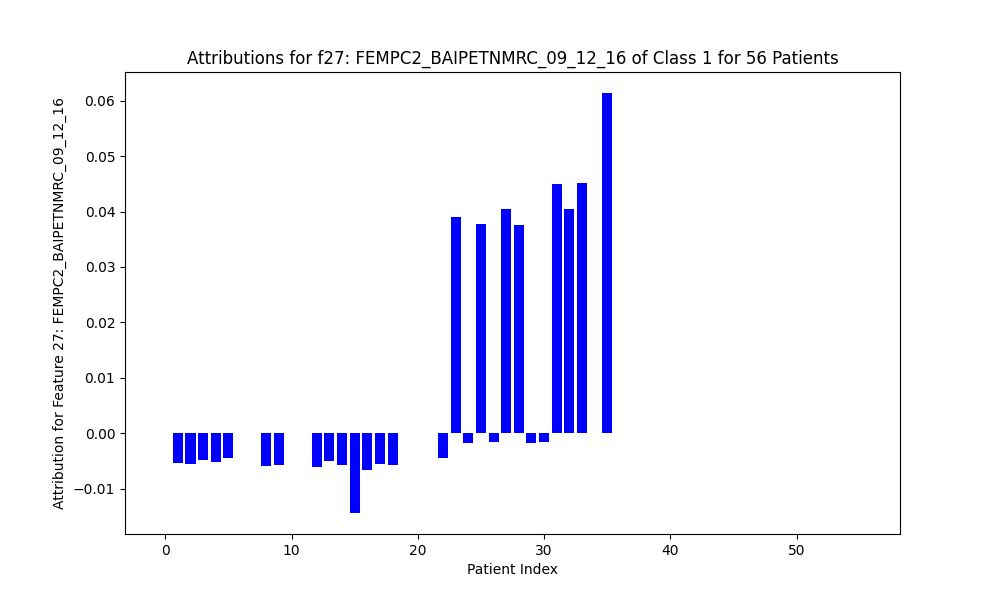 Attributions for f27: FEMPC2_BAIPETNMRC_09_12_16 of Class 1 for 56 Patients
Attribution for Feature 27: FEMPC2_BAIPETNMRC_09_12_16
0.06
0.05
0.04
0.03
0.02
0.01
0.00
−0.01
0 10 20 30 40 50
Patient Index